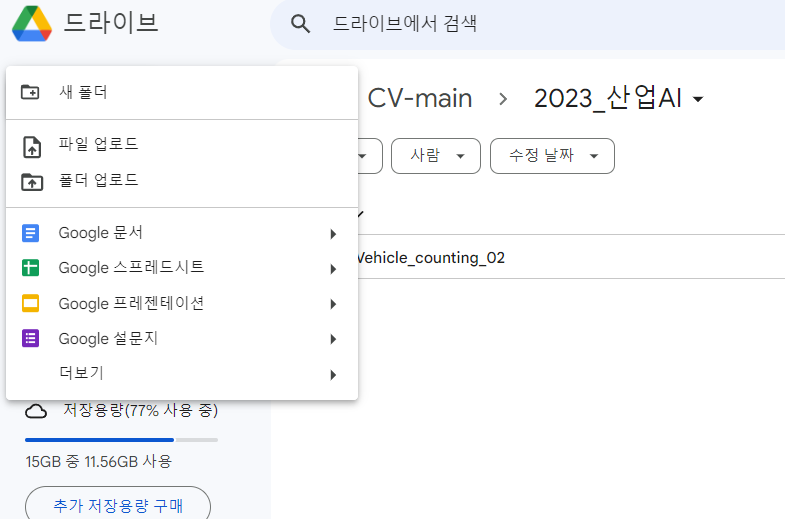 드라이브
드라이브에서 검색
새 폴더
파일 업로드
폴더 업로드
Google 문서
Google 스프레드시트
Google 프레젠테이션
Google 설문지
더보기
저장용량(77% 사용 중)
15GB 중 11.56GB 사용
추가 저장용량 구매
CV-main > 2023_산업AI
사람
수정 날짜
Vehicle_counting_02